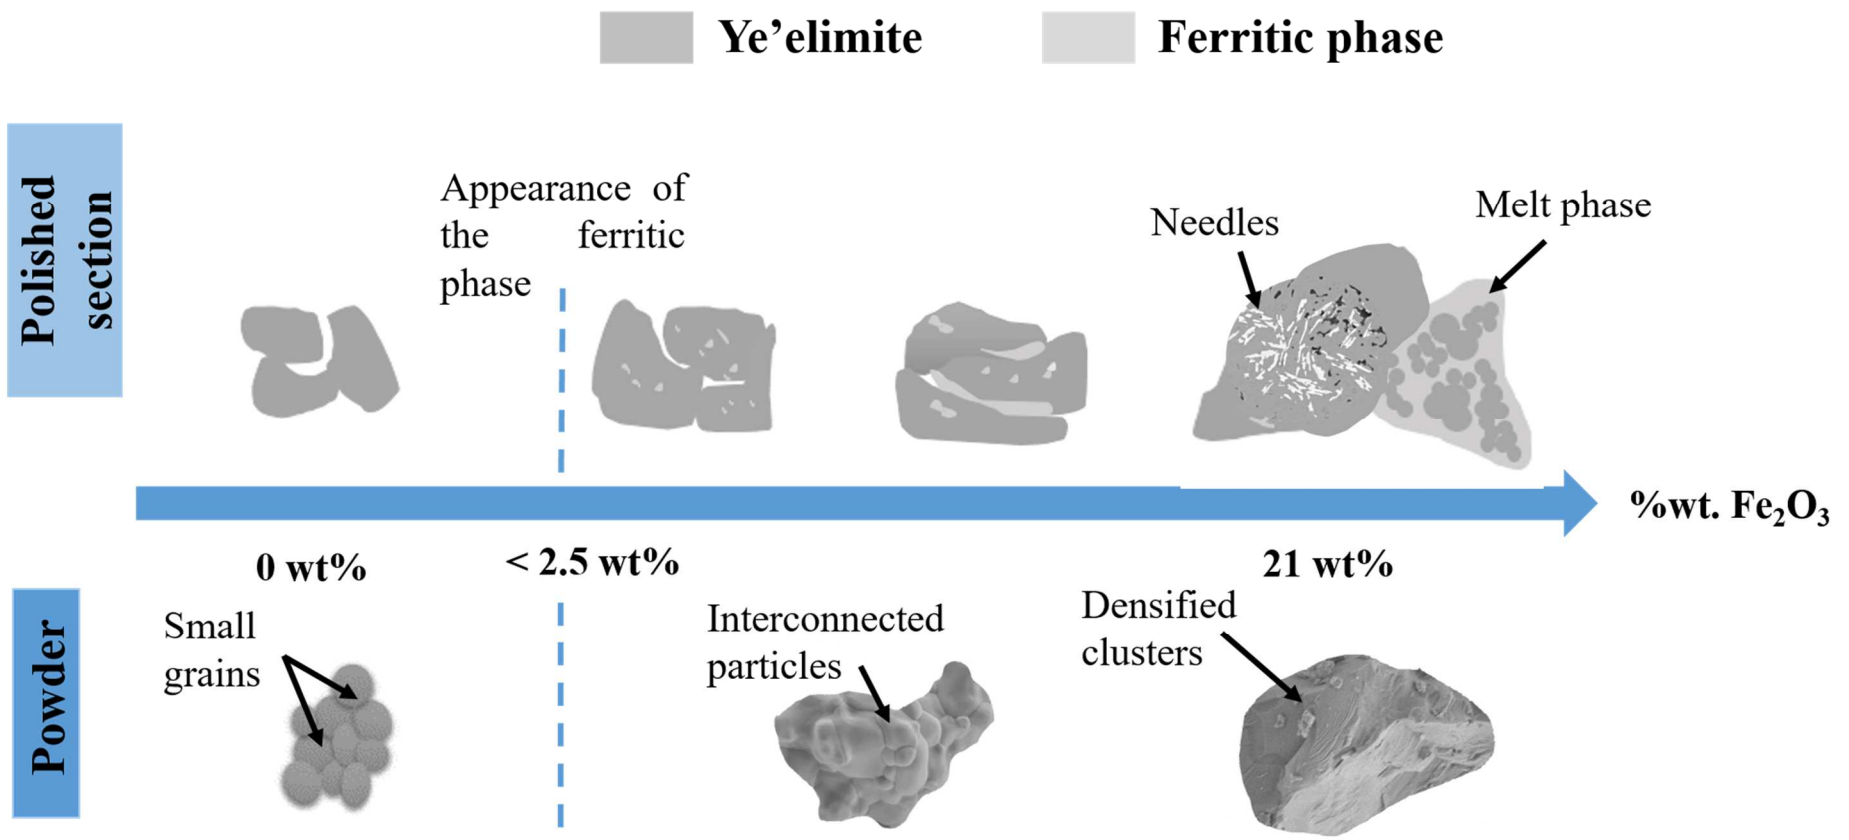 Ye’elimite
Ferritic phase
Polished
section
Appearance of
the ferritic
phase
Needles
Melt phase
%wt. Fe₂O₃
0 wt%
< 2.5 wt%
21 wt%
Powder
Small
grains
Interconnected
particles
Densified
clusters